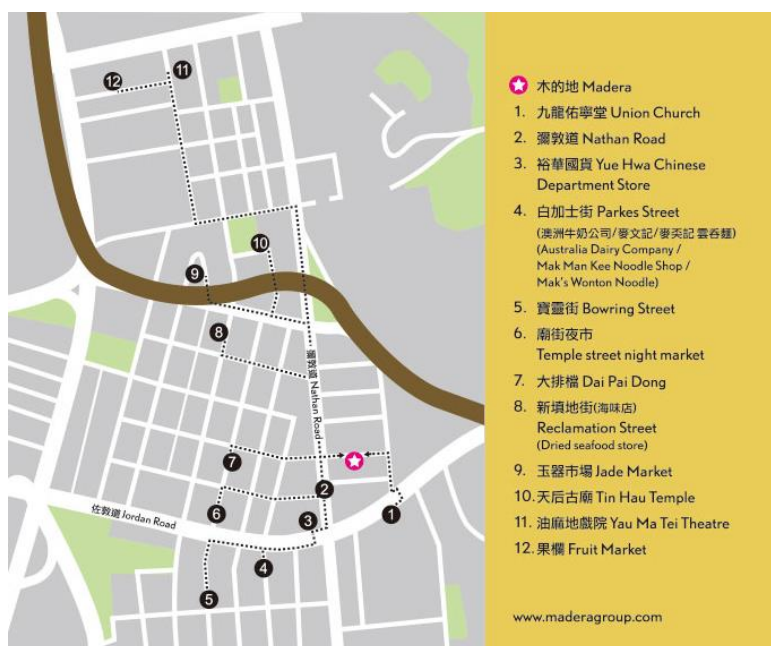 12
11
10
9
8
彌敦道 Nathan Road
7
2
6
3
1
佐敦道 Jordan Road
4
5
木的地 Madera
1. 九龍佑寧堂 Union Church
2. 彌敦道 Nathan Road
3. 裕華國貨 Yue Hwa Chinese
Department Store
4. 白加士街 Parkes Street
(澳洲牛奶公司/麥文記/麥奀記 雲吞麵)
(Australia Dairy Company /
Mak Man Kee Noodle Shop /
Mak's Wonton Noodle)
5. 寶靈街 Bowring Street
6. 廟街夜市
Temple street night market
7. 大排檔 Dai Pai Dong
8. 新填地街(海味店)
Reclamation Street
(Dried seafood store)
9. 玉器市場 Jade Market
10. 天后古廟 Tin Hau Temple
11. 油麻地戲院 Yau Ma Tei Theatre
12. 果欄 Fruit Market
www.maderagroup.com